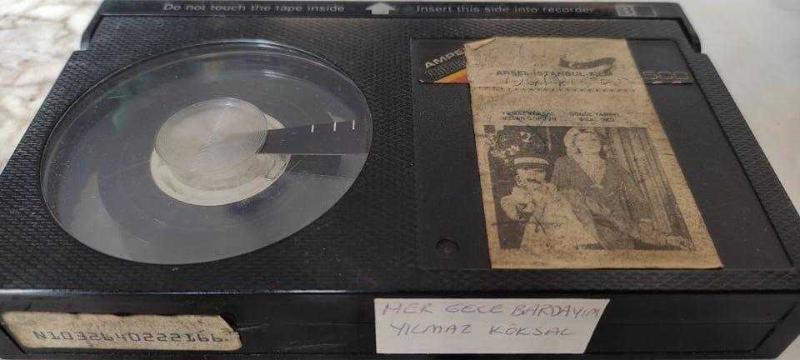 Do not touch the tape inside
Insert this side into recorder
AMPEX
500
ARSEL-İSTANBUL FİLM
HER GECE BARDAYIM
YILMAZ KÖKSAL
N1032640222166